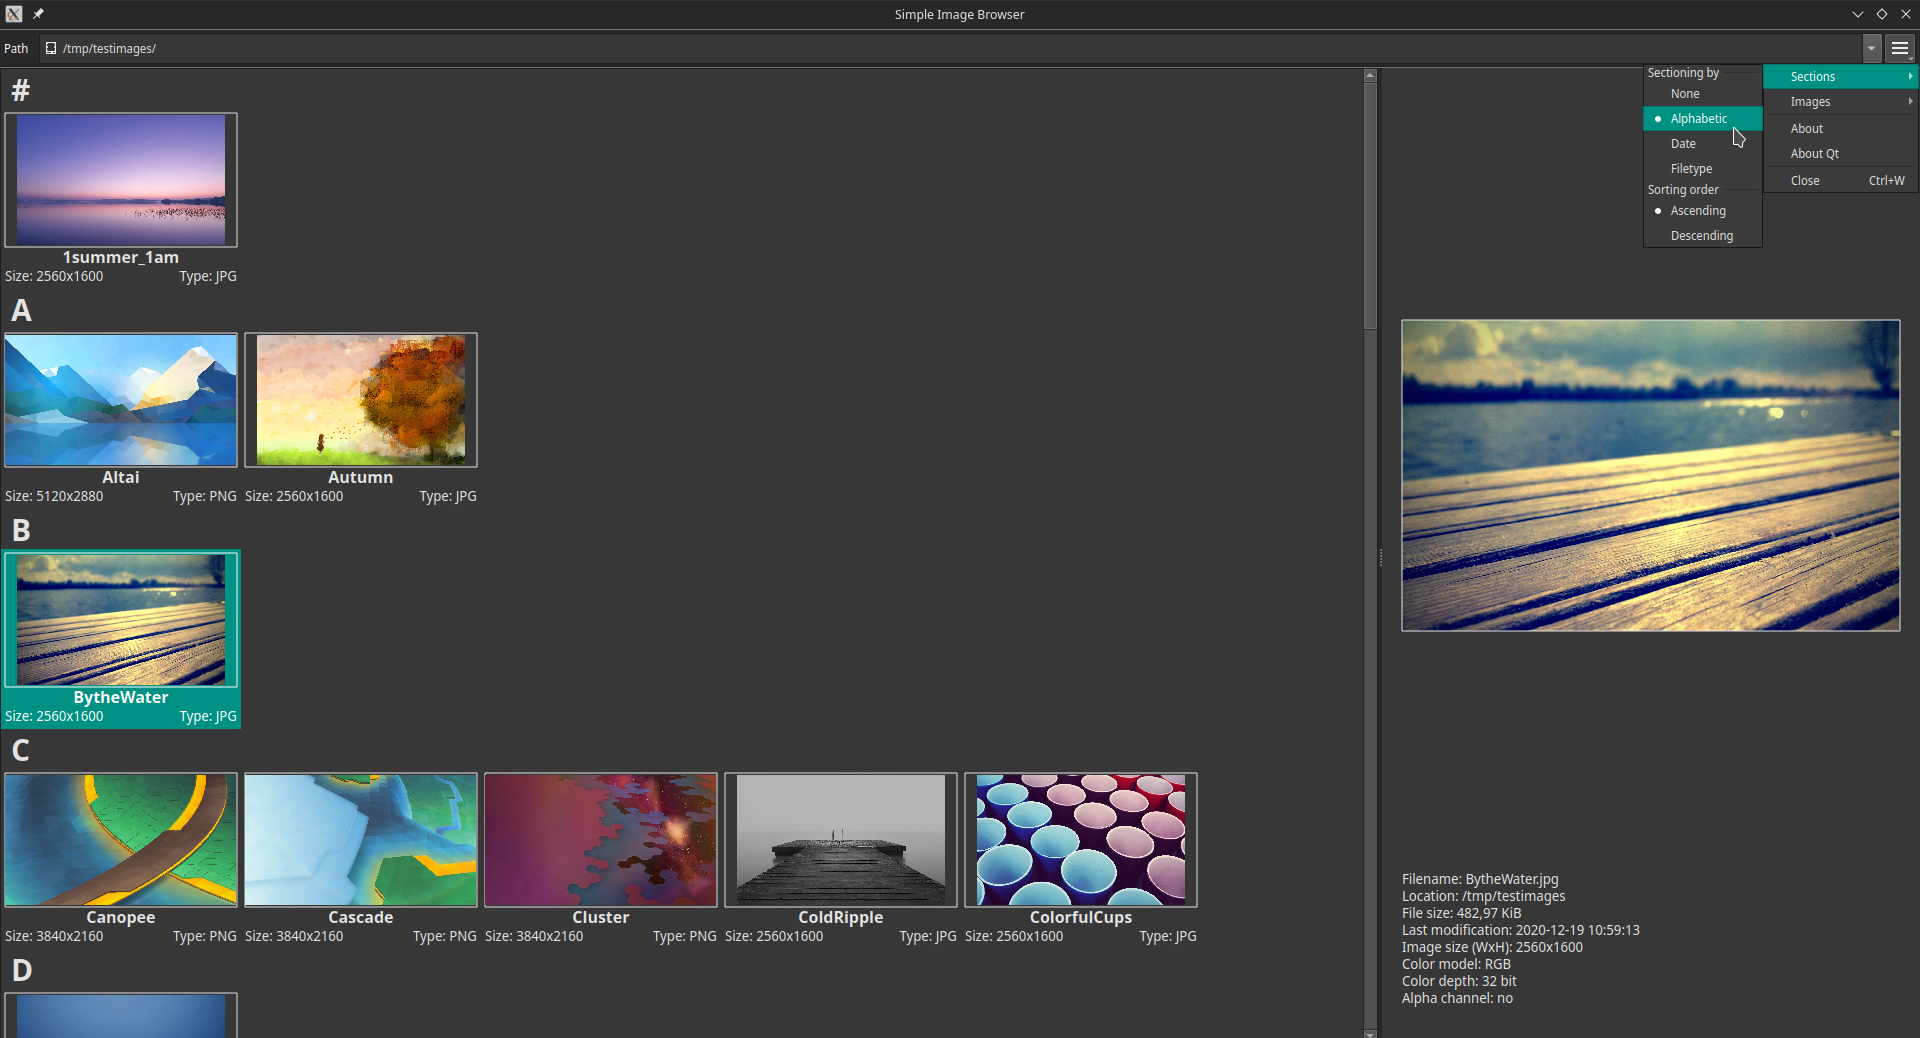 Simple Image Browser
Path /tmp/testimages/
#
1summer_1am
Size: 2560x1600 Type: JPG
A
Altai Autumn
Size: 5120x2880 Type: PNG Size: 2560x1600 Type: JPG
B
BytheWater
Size: 2560x1600 Type: JPG
C
Canopee Cascade Cluster ColdRipple ColorfulCups
Size: 3840x2160 Type: PNG Size: 3840x2160 Type: PNG Size: 3840x2160 Type: PNG Size: 2560x1600 Type: JPG Size: 2560x1600 Type: JPG
D
Sectioning by
None
Alphabetic
Date
Filetype
Sorting order
Ascending
Descending
Sections
Images
About
About Qt
Close Ctrl+W
Filename: BytheWater.jpg
Location: /tmp/testimages
File size: 482,97 KiB
Last modification: 2020-12-19 10:59:13
Image size (WxH): 2560x1600
Color model: RGB
Color depth: 32 bit
Alpha channel: no